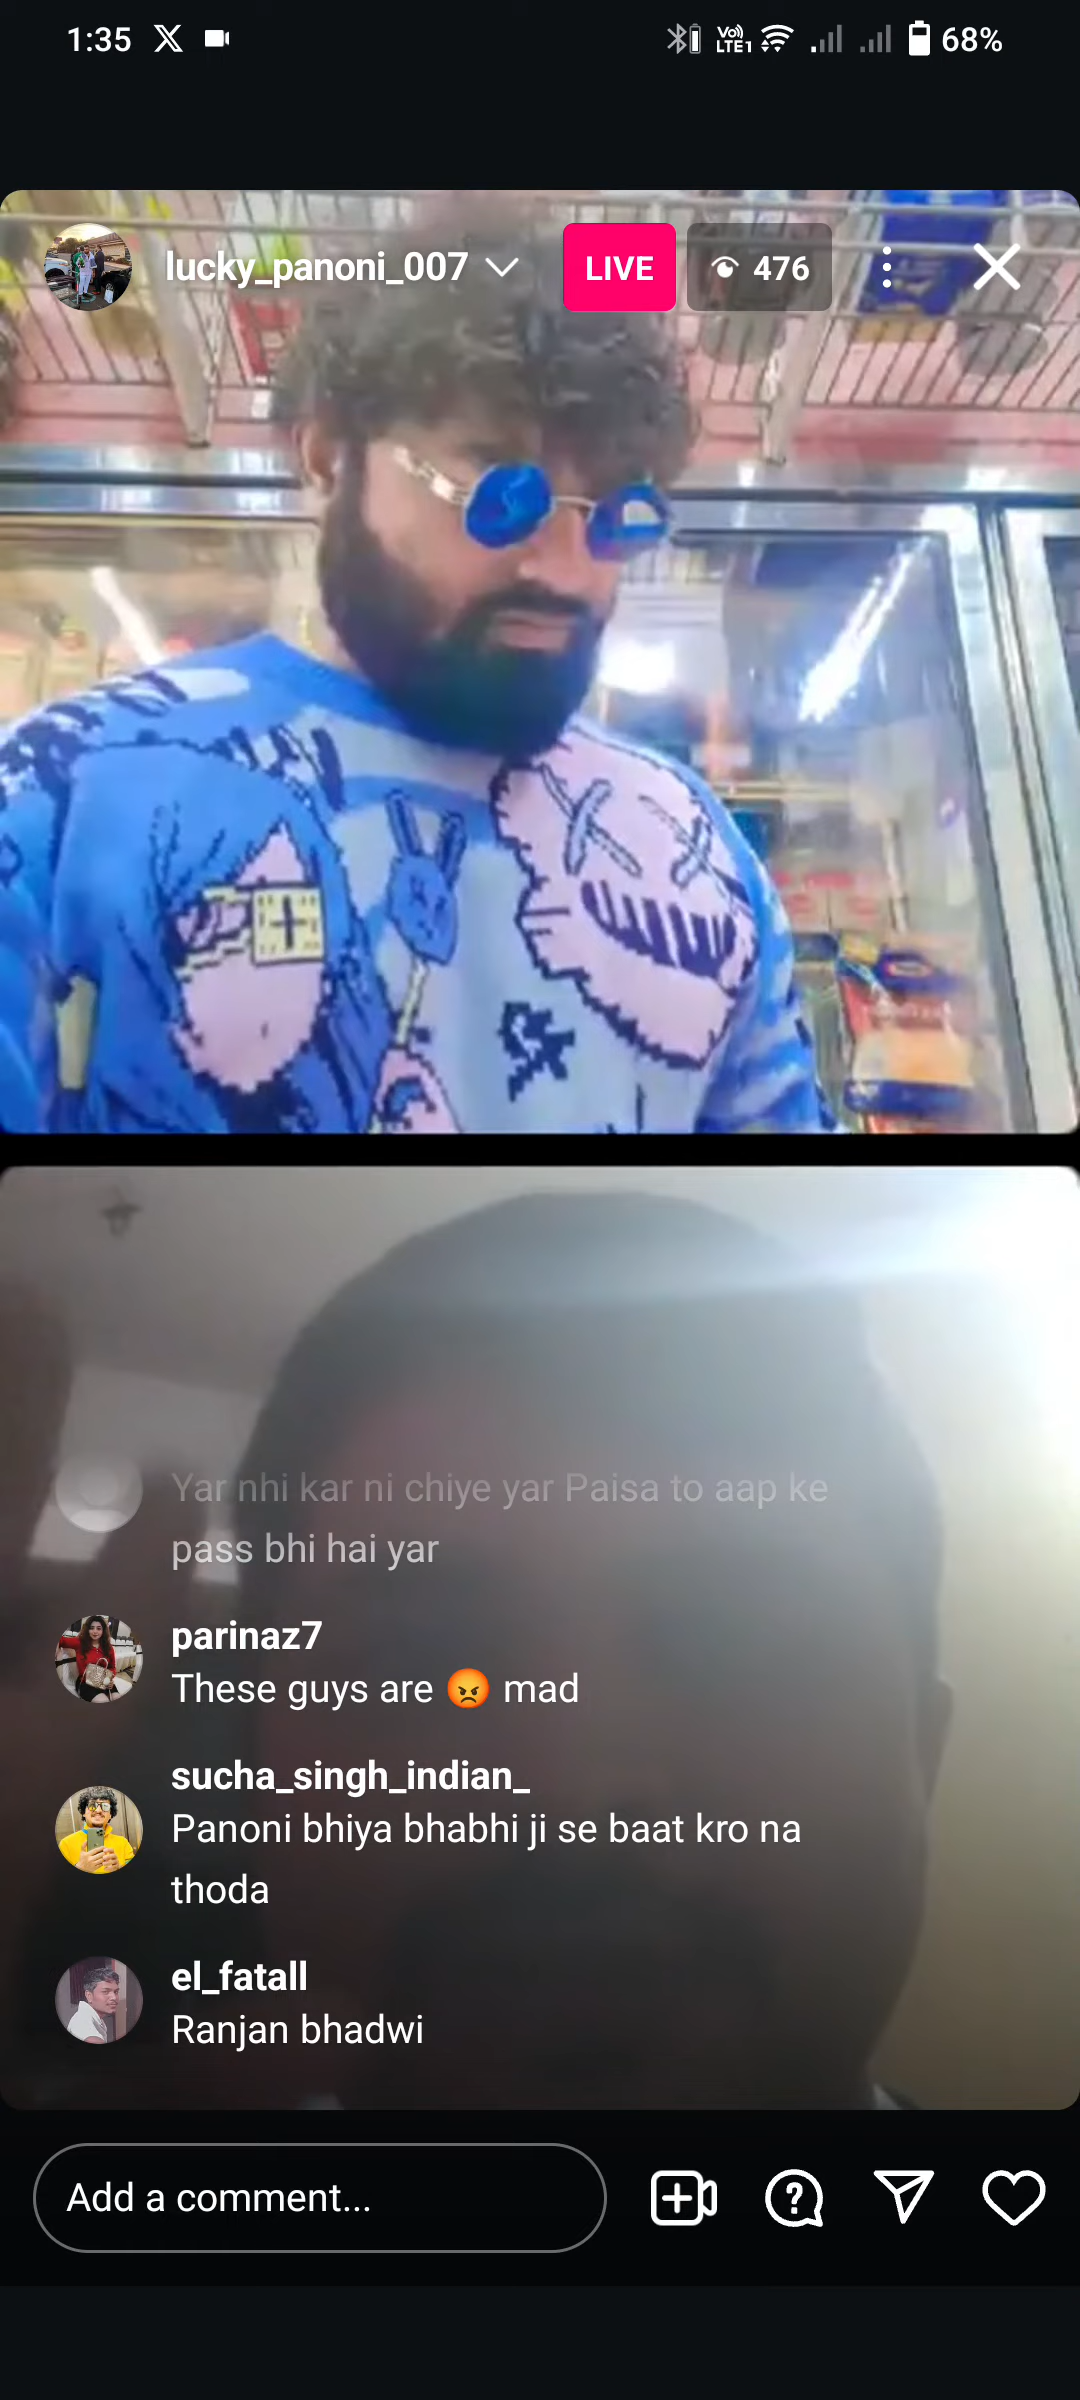 1:35
Vo)) LTE1
68%
lucky_panoni_007
LIVE
476
Yar nhi kar ni chiye yar Paisa to aap ke
pass bhi hai yar
parinaz7
These guys are 😡 mad
sucha_singh_indian_
Panoni bhiya bhabhi ji se baat kro na
thoda
el_fatall
Ranjan bhadwi
Add a comment...